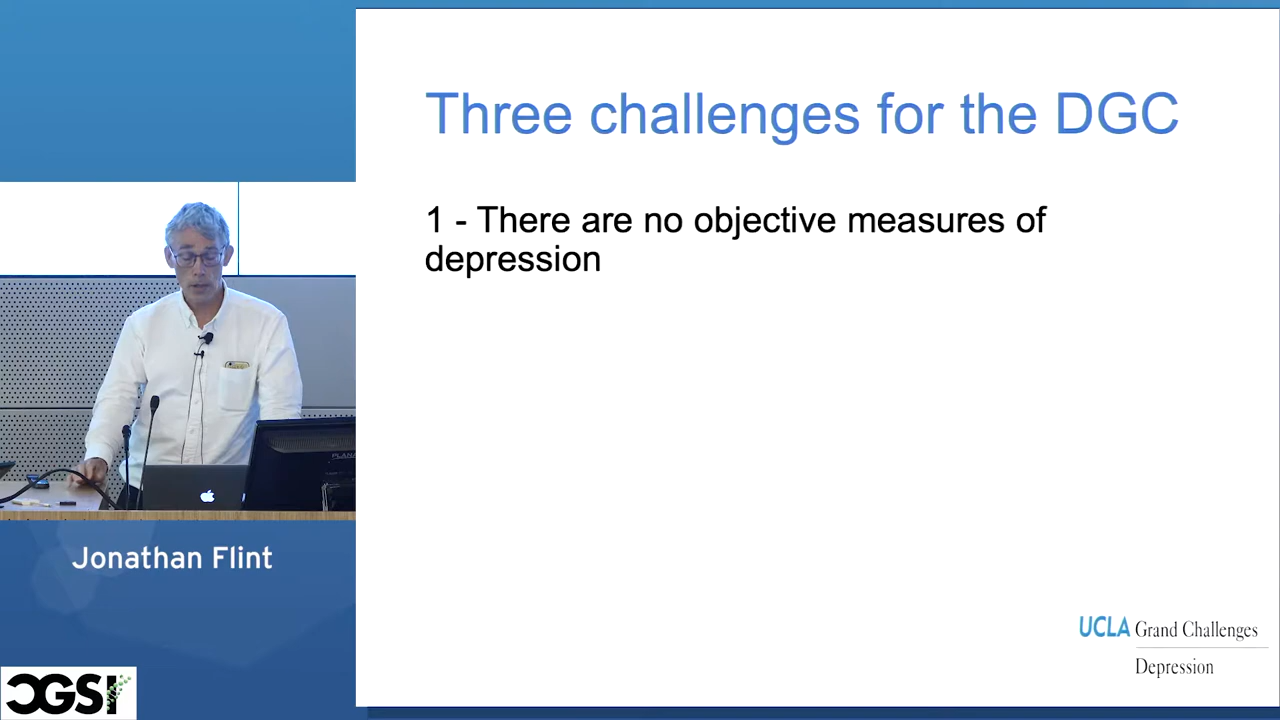 Three challenges for the DGC
1 - There are no objective measures of
depression
Jonathan Flint
UCLA Grand Challenges
Depression
CGSI